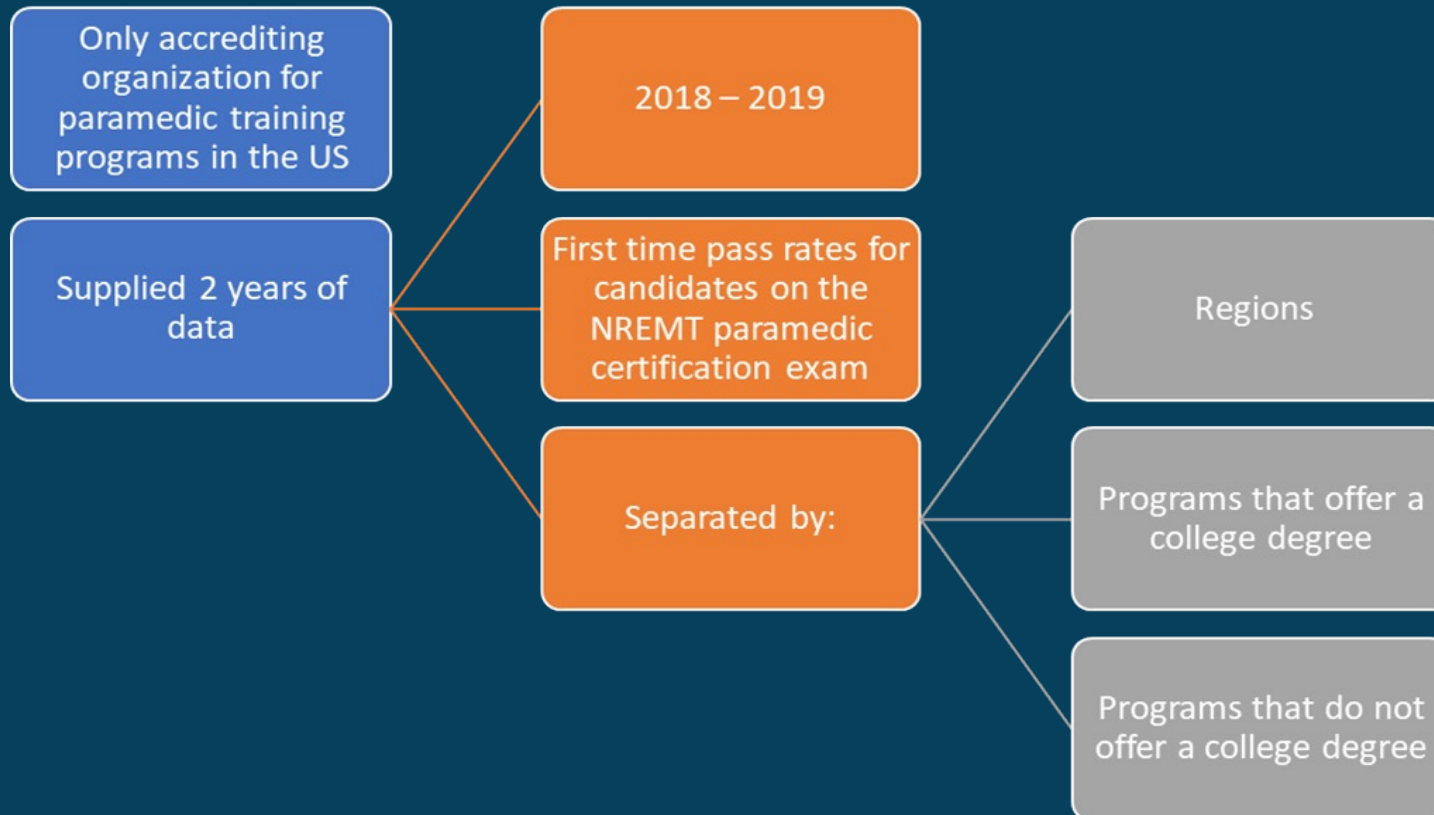 Only accrediting
organization for
paramedic training
programs in the US
Supplied 2 years of
data
2018 – 2019
First time pass rates for
candidates on the
NREMT paramedic
certification exam
Separated by:
Regions
Programs that offer a
college degree
Programs that do not
offer a college degree